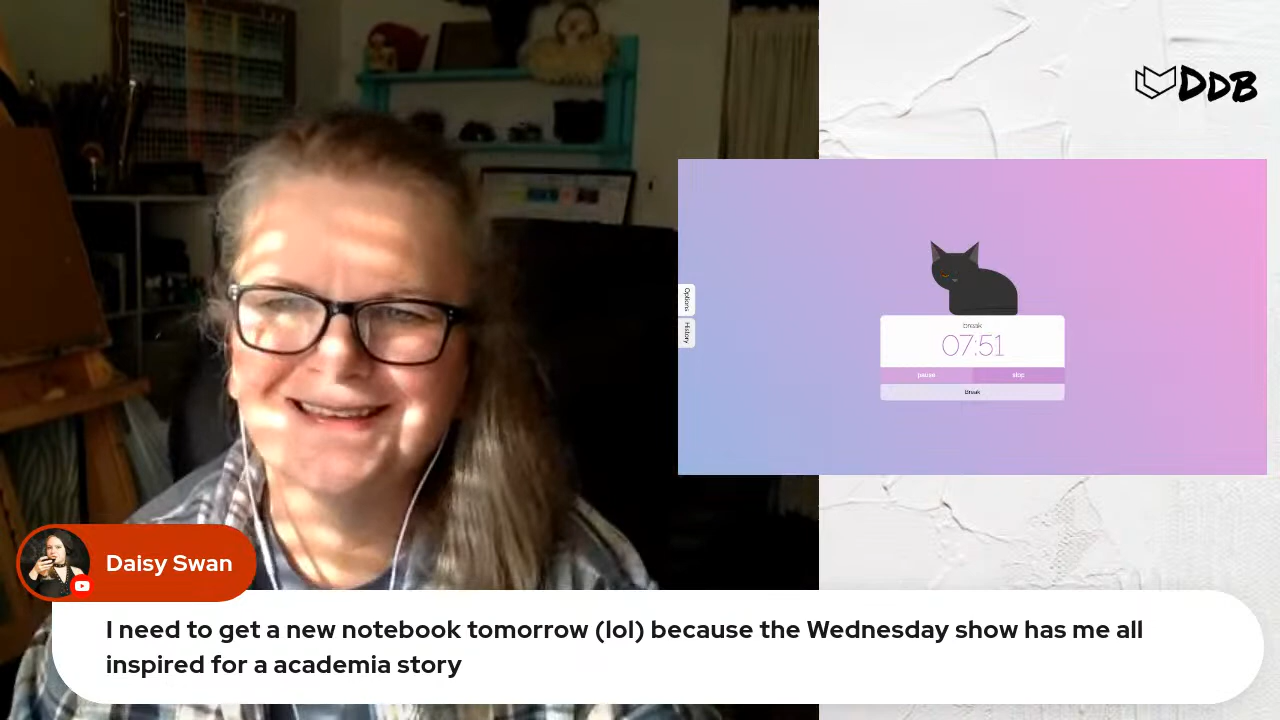 DDB
Options
History
break
07:51
pause
stop
Break
Daisy Swan
I need to get a new notebook tomorrow (lol) because the Wednesday show has me all
inspired for a academia story